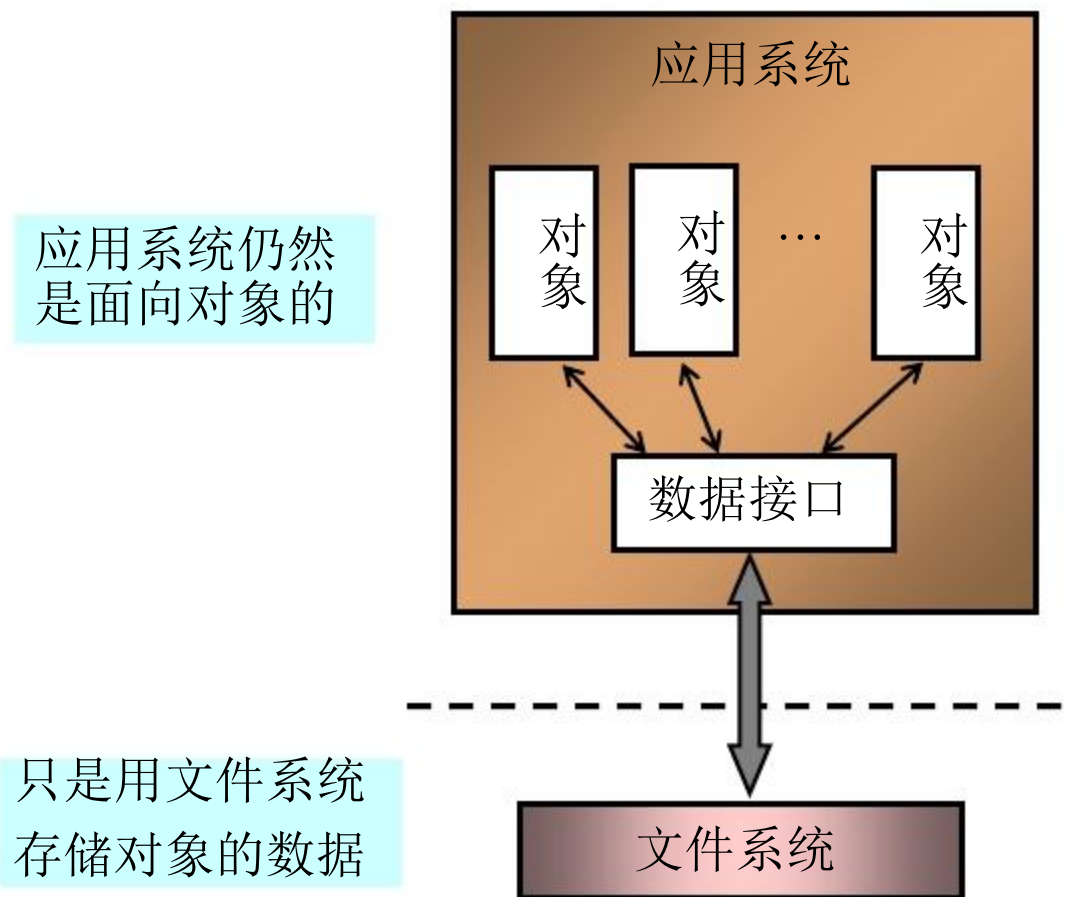 应用系统
对象
对象
…
对象
应用系统仍然
是面向对象的
数据接口
只是用文件系统
存储对象的数据
文件系统